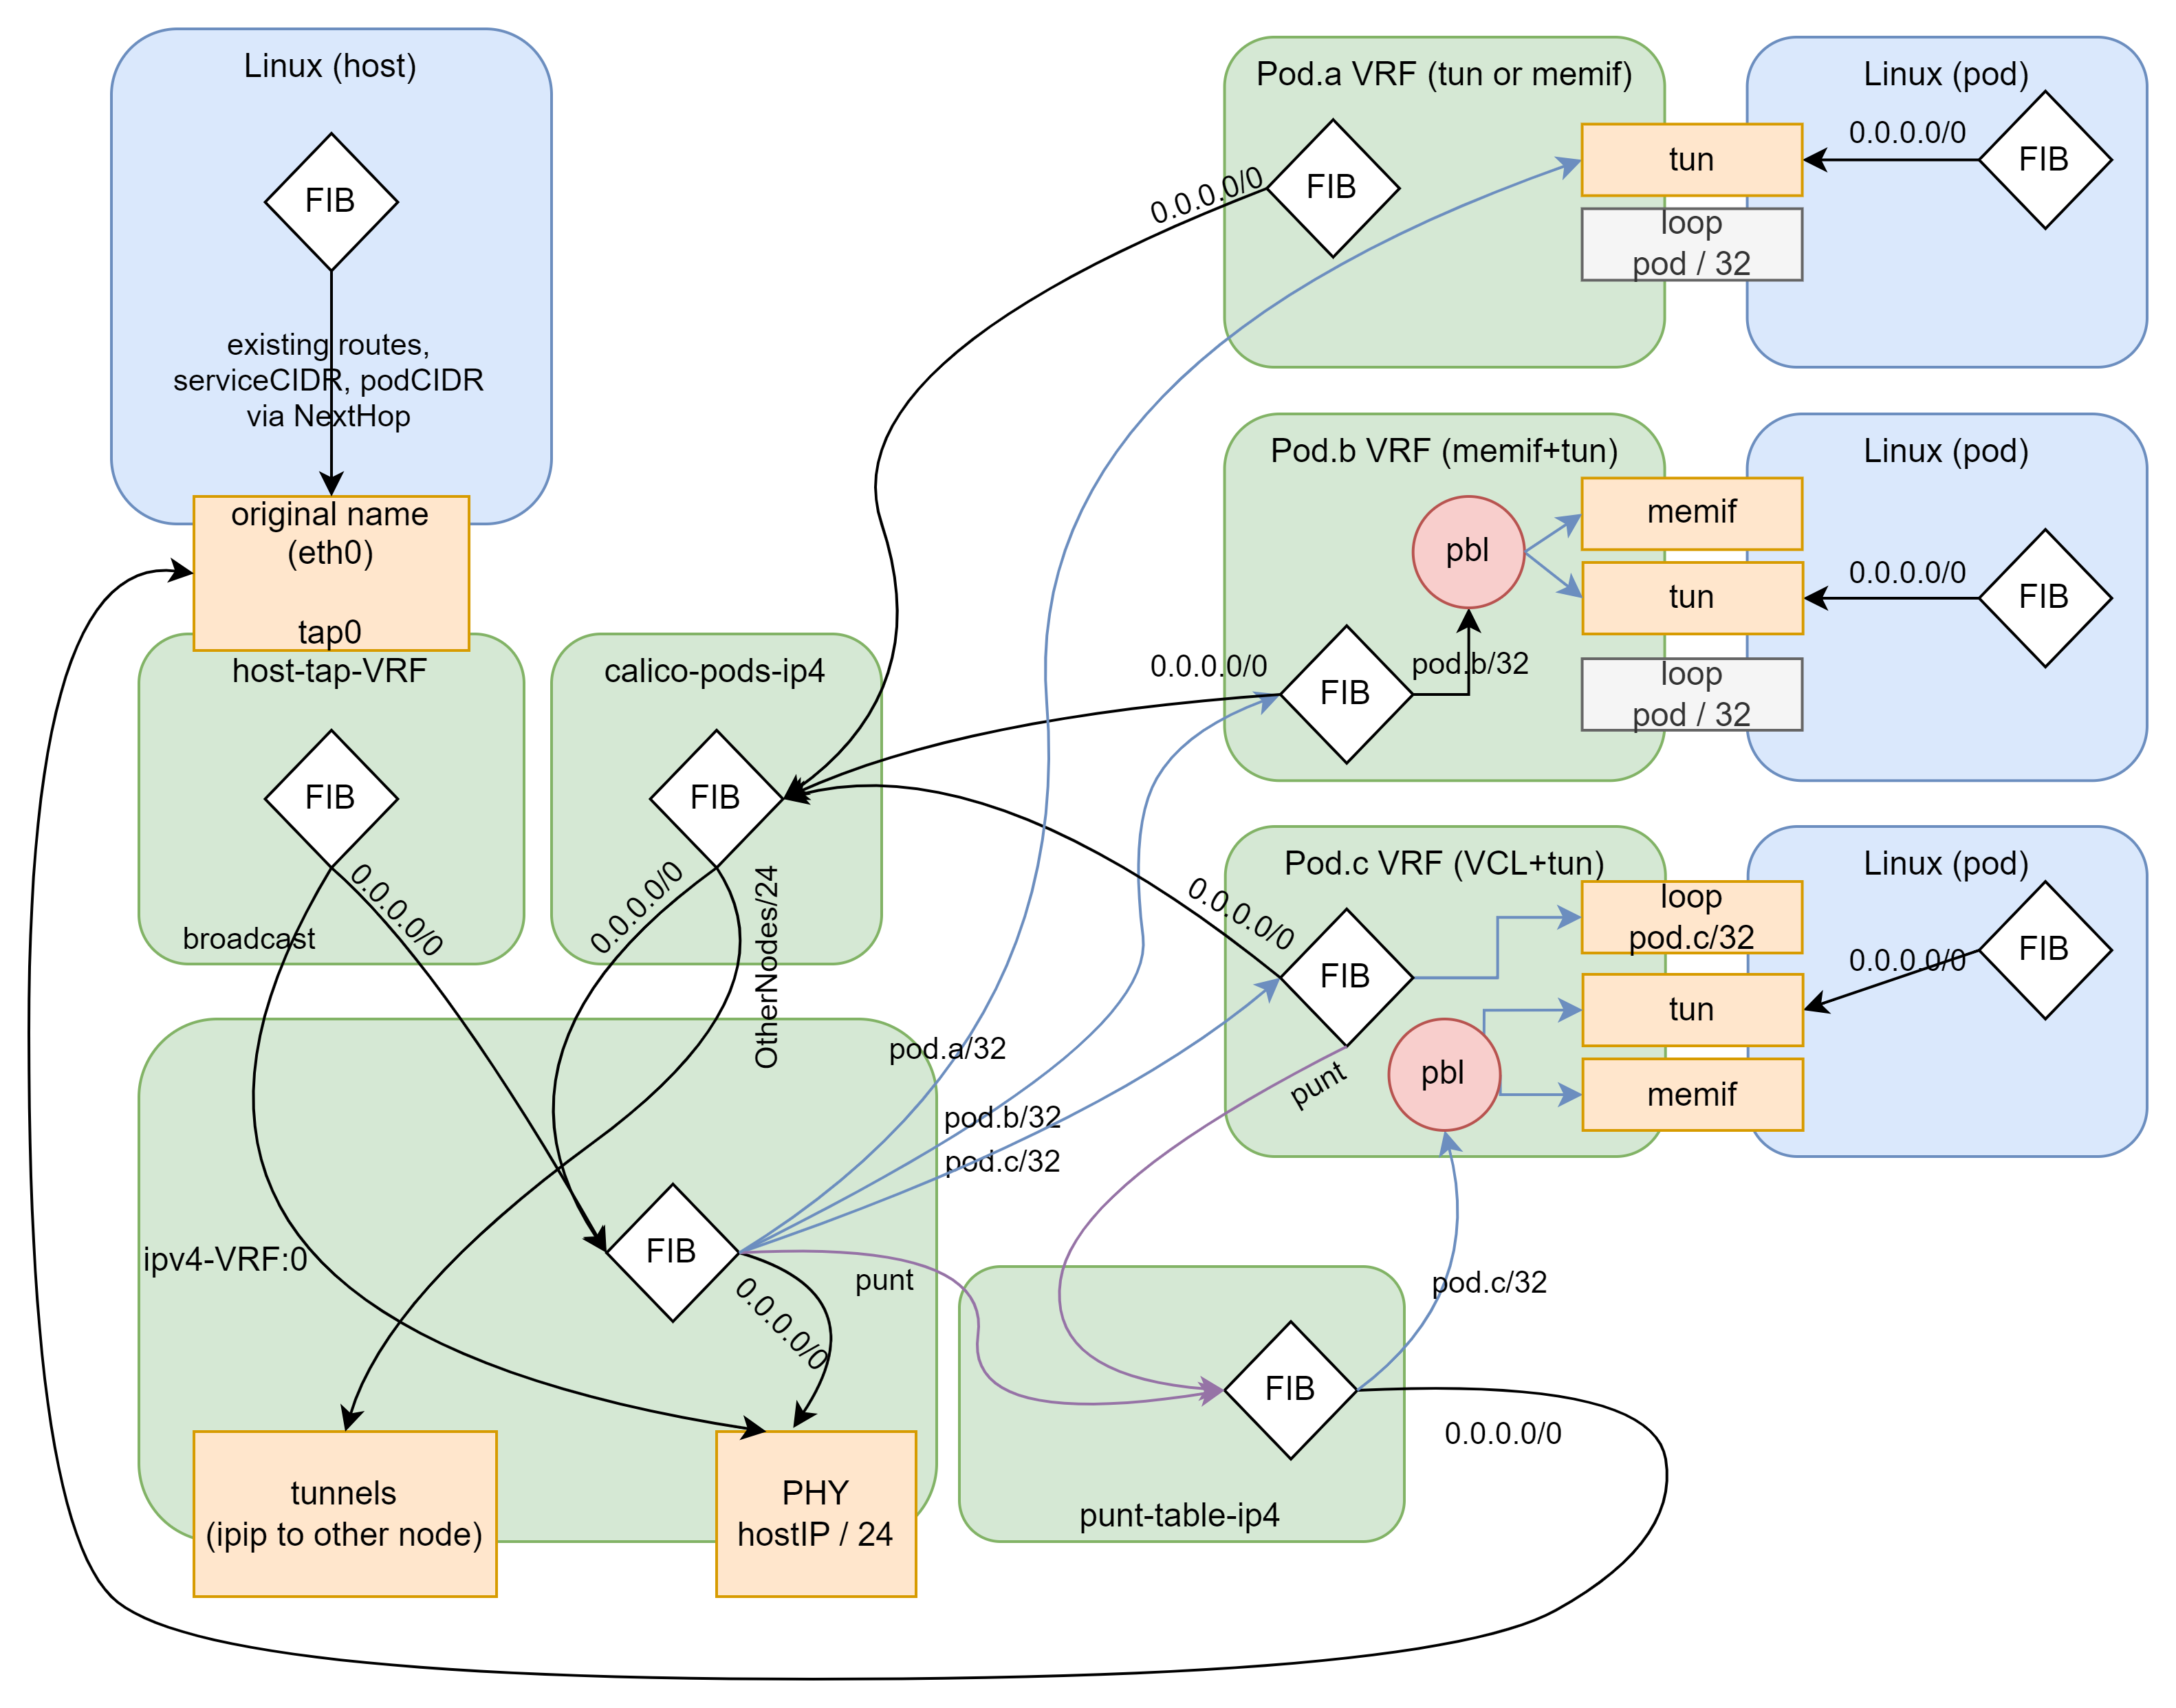 Linux (host)
FIB
existing routes,
serviceCIDR, podCIDR
via NextHop
original name
(eth0)
tap0
host-tap-VRF
FIB
broadcast
0.0.0.0/0
calico-pods-ip4
FIB
0.0.0.0/0
OtherNodes/24
ipv4-VRF:0
FIB
0.0.0.0/0
punt
pod.a/32
pod.b/32
pod.c/32
tunnels
(ipip to other node)
PHY
hostIP / 24
Pod.a VRF (tun or memif)
FIB
0.0.0.0/0
tun
loop
pod / 32
Linux (pod)
0.0.0.0/0
FIB
Pod.b VRF (memif+tun)
pbl
memif
tun
loop
pod / 32
0.0.0.0/0
FIB
pod.b/32
Linux (pod)
0.0.0.0/0
FIB
Pod.c VRF (VCL+tun)
0.0.0.0/0
FIB
punt
pbl
loop
pod.c/32
tun
memif
Linux (pod)
0.0.0.0/0
FIB
FIB
pod.c/32
0.0.0.0/0
punt-table-ip4